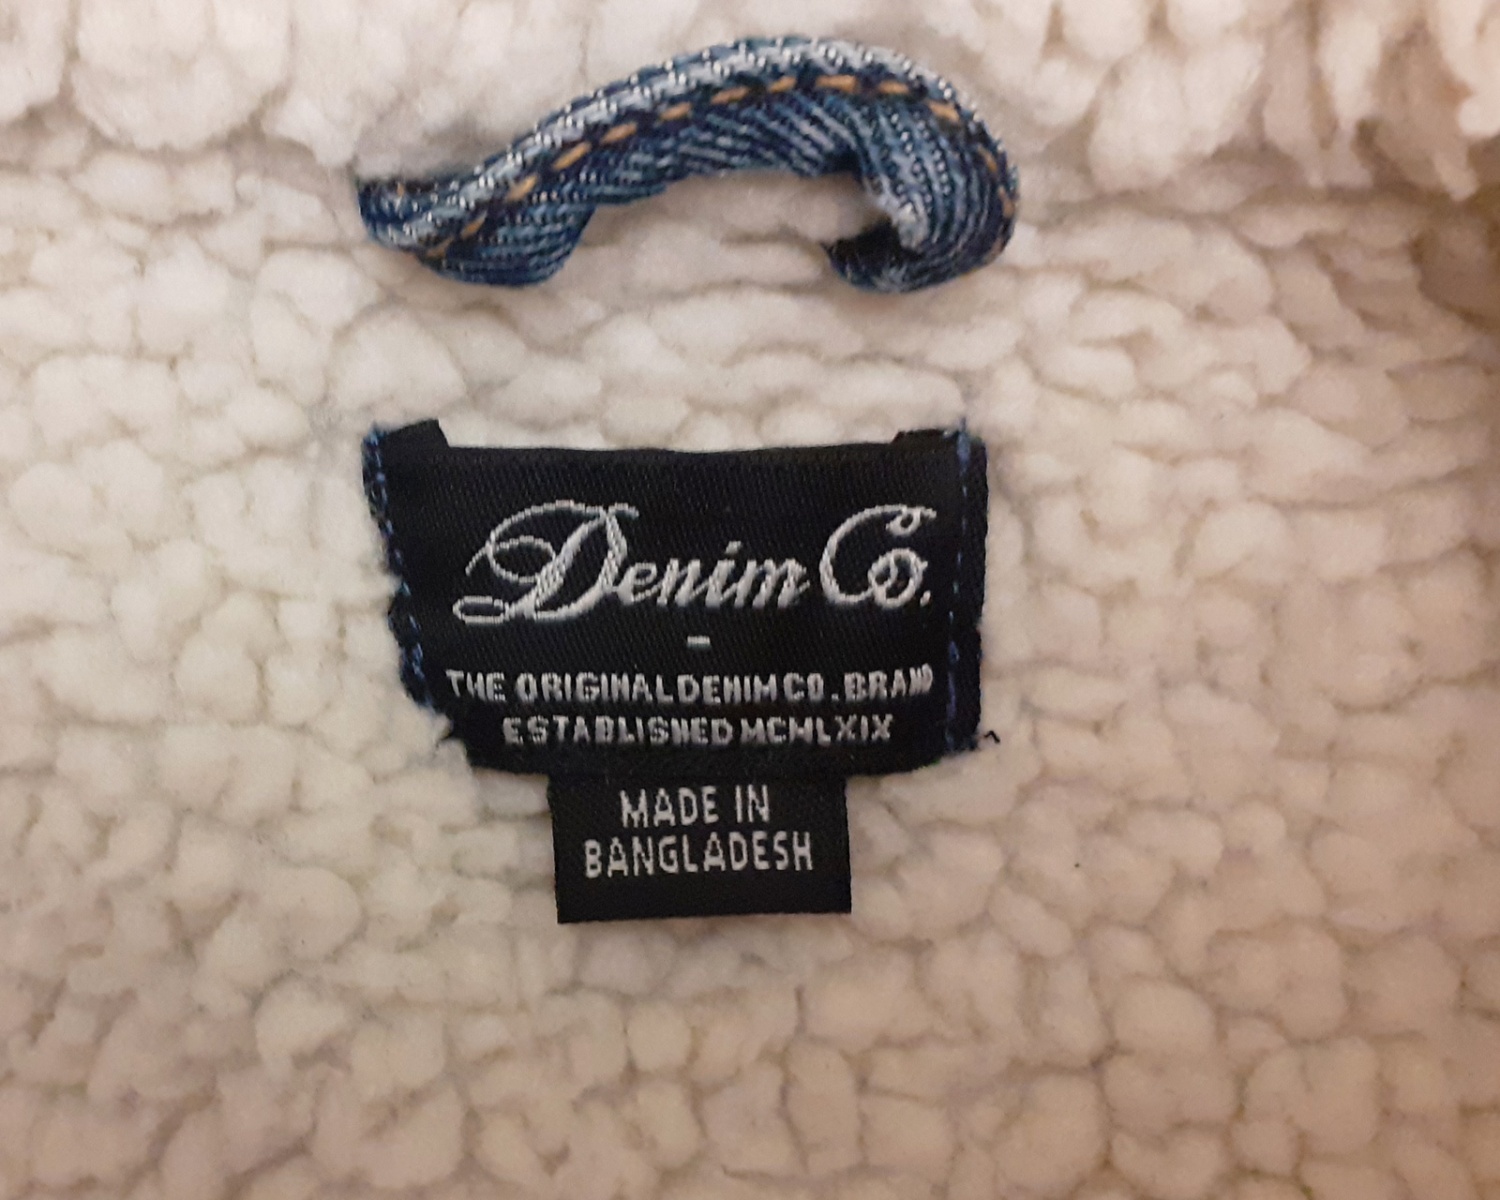 Denim Co.
-
THE ORIGINAL DENIM CO. BRAND
ESTABLISHED MCMLXIX
MADE IN
BANGLADESH